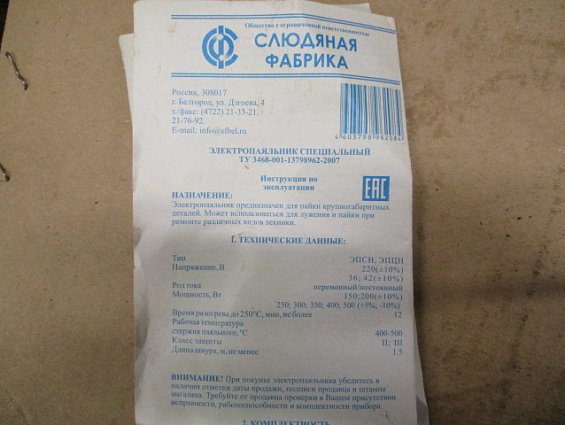 Общество с ограниченной ответственностью
СЛЮДЯНАЯ
ФАБРИКА
Россия, 308017
г. Белгород, ул. Дзгоева, 4
т./факс: (4722) 21-33-21,
21-76-92.
E-mail: info@sfbel.ru
4603798962984
ЭЛЕКТРОПАЯЛЬНИК СПЕЦИАЛЬНЫЙ
ТУ 3468-001-13798962-2007
Инструкция по
эксплуатации
EAC
НАЗНАЧЕНИЕ:
Электропаяльник предназначен для пайки крупногабаритных
деталей. Может использоваться для лужения и пайки при
ремонте различных видов техники.
1. ТЕХНИЧЕСКИЕ ДАННЫЕ:
Тип ЭПСН, ЭПЦН
Напряжение, В 220(±10%)
36; 42(±10%)
Род тока переменный/постоянный
Мощность, Вт 150;200(±10%)
250; 300; 350; 400; 500 (+5%; -10%)
Время разогрева до 250°С, мин, не более 12
Рабочая температура
стержня паяльного, °С 400-500
Класс защиты II; III
Длина шнура, м, не менее 1.5
ВНИМАНИЕ! При покупке электропаяльника убедитесь в
наличии отметки даты продажи, подписи продавца и штампа
магазина. Требуйте от продавца проверки в Вашем присутствии
исправности, работоспособности и комплектности прибора.
2. КОМПЛЕКТНОСТЬ